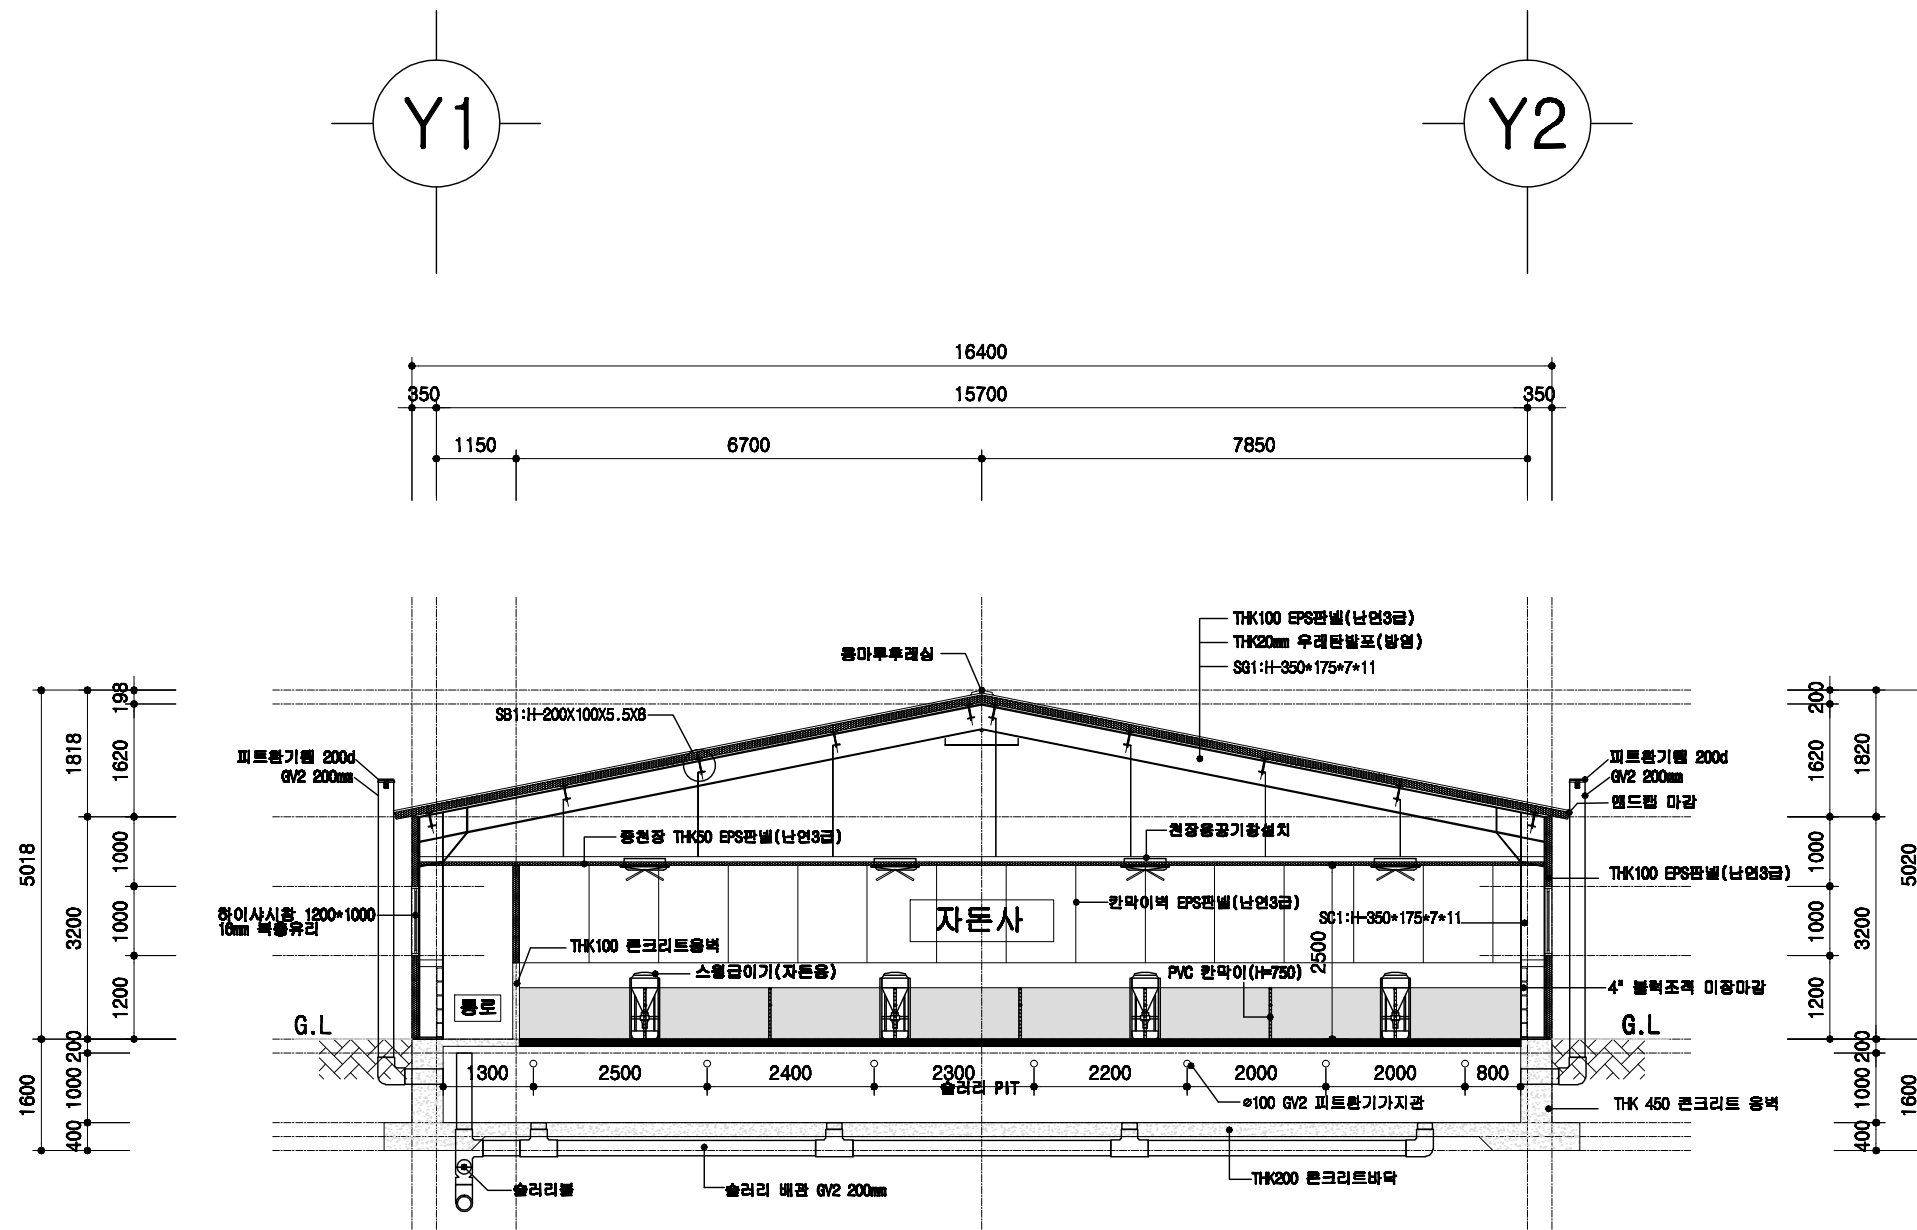 Y1
Y2
16400
350
15700
350
1150
6700
7850
THK100 EPS판넬(난연3급)
THK20mm 우레탄발포(방염)
SG1:H-350*175*7*11
용마루후레싱
SB1:H-200X100X5.5X8
피트환기휀 200d
GV2 200mm
피트환기휀 200d
GV2 200mm
앤드캡 마감
중천장 THK50 EPS판넬(난연3급)
천장용공기창설치
THK100 EPS판넬(난연3급)
칸막이벽 EPS판넬(난연3급)
하이샤시창 1200*1000
16mm 복층유리
자돈사
SC1:H-350*175*7*11
THK100 콘크리트옹벽
2500
스윙급이기(자돈용)
PVC 칸막이(H=750)
4" 블럭조적 미장마감
통로
G.L
G.L
1300
2500
2400
2300
2200
2000
2000
800
슬러리 PIT
ø100 GV2 피트환기가지관
THK 450 콘크리트 옹벽
THK200 콘크리트바닥
슬러리볼
슬러리 배관 GV2 200mm
5018
1600
1818
3200
200
1000
400
198
1620
1000
1000
1200
200
1620
1000
1000
1200
1820
3200
200
1000
400
5020
1600